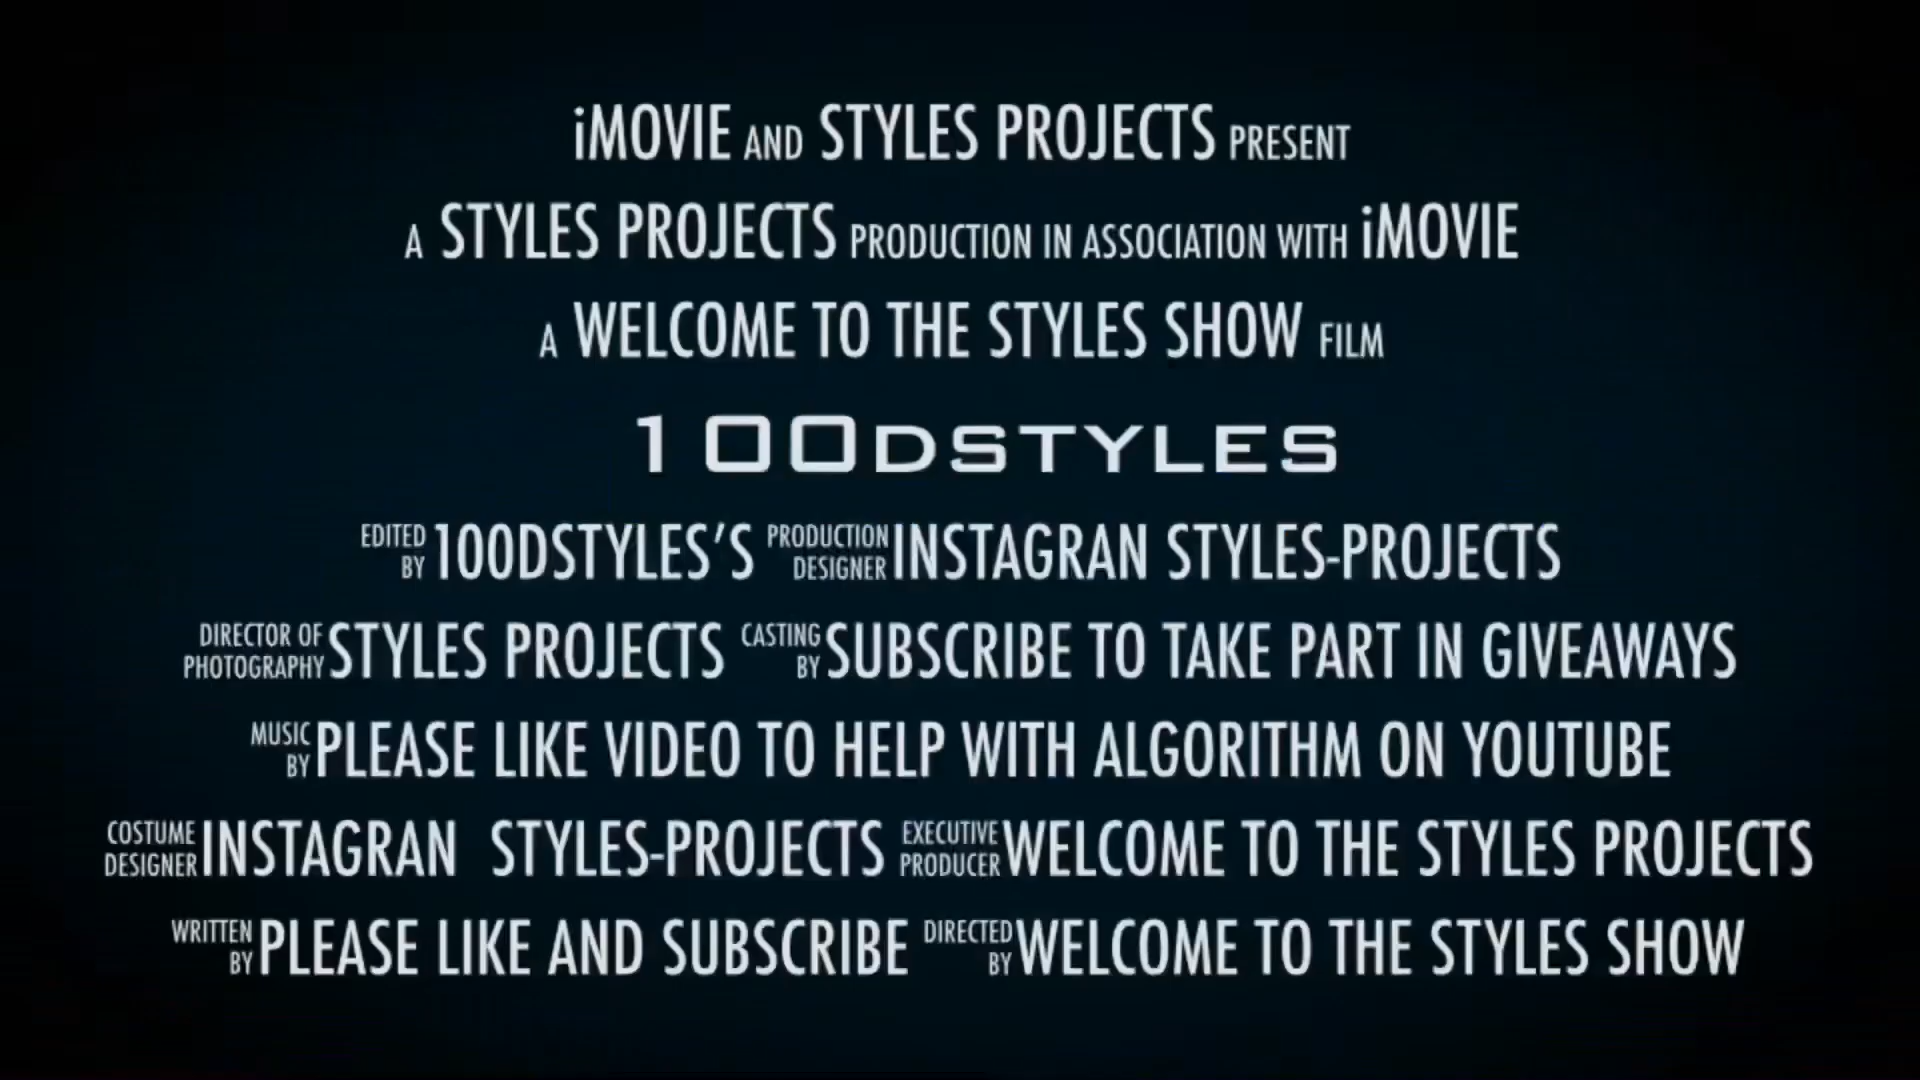 iMOVIE AND STYLES PROJECTS PRESENT
A STYLES PROJECTS PRODUCTION IN ASSOCIATION WITH iMOVIE
A WELCOME TO THE STYLES SHOW FILM
100DSTYLES
EDITED BY 100DSTYLES'S PRODUCTION DESIGNER INSTAGRAN STYLES-PROJECTS
DIRECTOR OF PHOTOGRAPHY STYLES PROJECTS CASTING BY SUBSCRIBE TO TAKE PART IN GIVEAWAYS
MUSIC BY PLEASE LIKE VIDEO TO HELP WITH ALGORITHM ON YOUTUBE
COSTUME DESIGNER INSTAGRAN STYLES-PROJECTS EXECUTIVE PRODUCER WELCOME TO THE STYLES PROJECTS
WRITTEN BY PLEASE LIKE AND SUBSCRIBE DIRECTED BY WELCOME TO THE STYLES SHOW